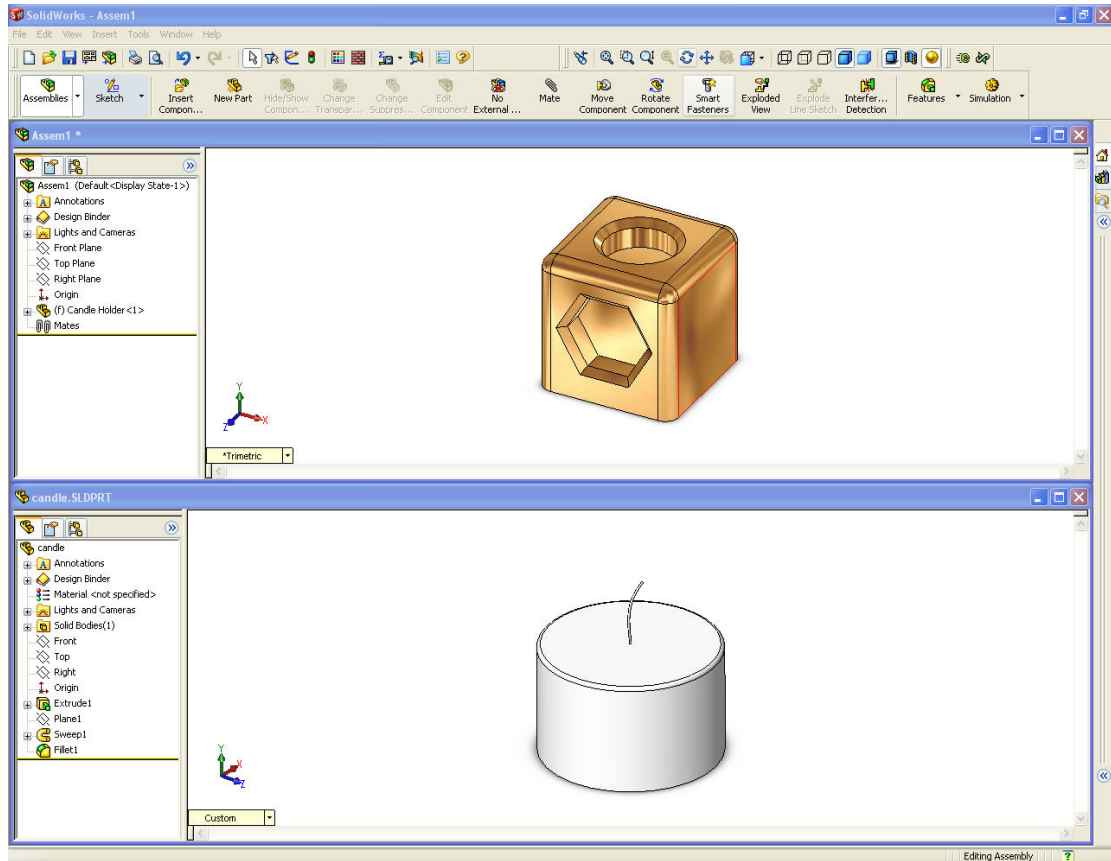 SolidWorks - Assem1
File Edit View Insert Tools Window Help
Assemblies Sketch Insert Compon... New Part Hide/Show Compon... Change Transpar... Change Suppres... Edit Component No External ... Mate Move Component Rotate Component Smart Fasteners Exploded View Explode Line Sketch Interfer... Detection Features Simulation
Assem1 *
Assem1 (Default<Display State-1>)
Annotations
Design Binder
Lights and Cameras
Front Plane
Top Plane
Right Plane
Origin
(f) Candle Holder<1>
Mates
Y
X
Z
*Trimetric
candle.SLDPRT
candle
Annotations
Design Binder
Material <not specified>
Lights and Cameras
Solid Bodies(1)
Front
Top
Right
Origin
Extrude1
Plane1
Sweep1
Fillet1
Y
X
Z
Custom
Editing Assembly